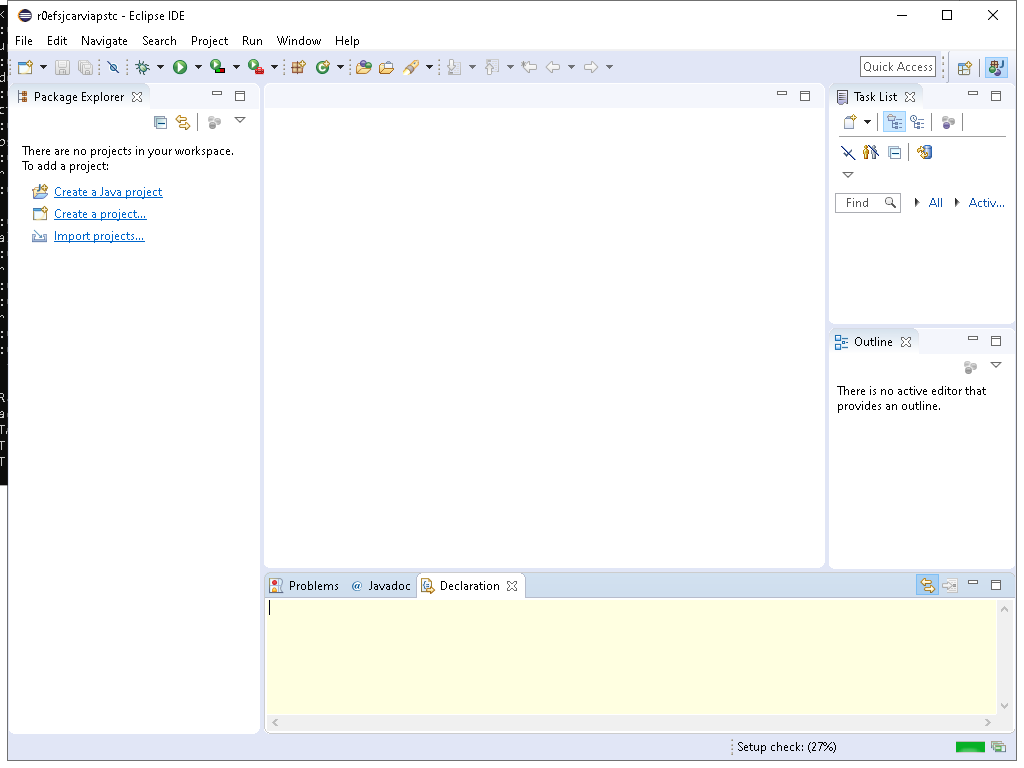 r0efsjcarviapstc - Eclipse IDE
File Edit Navigate Search Project Run Window Help
Quick Access
Package Explorer
There are no projects in your workspace.
To add a project:
Create a Java project
Create a project...
Import projects...
Task List
Find All Activ...
Outline
There is no active editor that
provides an outline.
Problems @ Javadoc Declaration
Setup check: (27%)